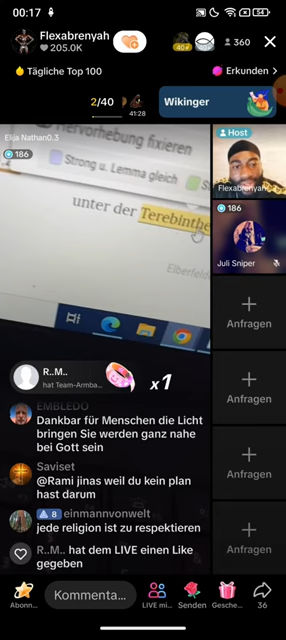 00:17
54
Flexabrenyah
205.0K
40
360
Tägliche Top 100
Erkunden >
2/40
41:28
Wikinger
Elija Nathan0.3
186
Hervorhebung fixieren
Strong u. Lemma gleich
unter der Terebinthe
Elberfeld
Host
Flexabrenyah
186
Juli Sniper
Anfragen
Anfragen
Anfragen
Anfragen
Anfragen
R..M..
hat Team-Armba...
x1
EMBLEDO
Dankbar für Menschen die Licht
bringen Sie werden ganz nahe
bei Gott sein
Saviset
@Rami jinas weil du kein plan
hast darum
8 einmannvonwelt
jede religion ist zu respektieren
R..M.. hat dem LIVE einen Like
gegeben
Abonn...
Kommenta...
LIVE mi...
Senden
Gesche...
36